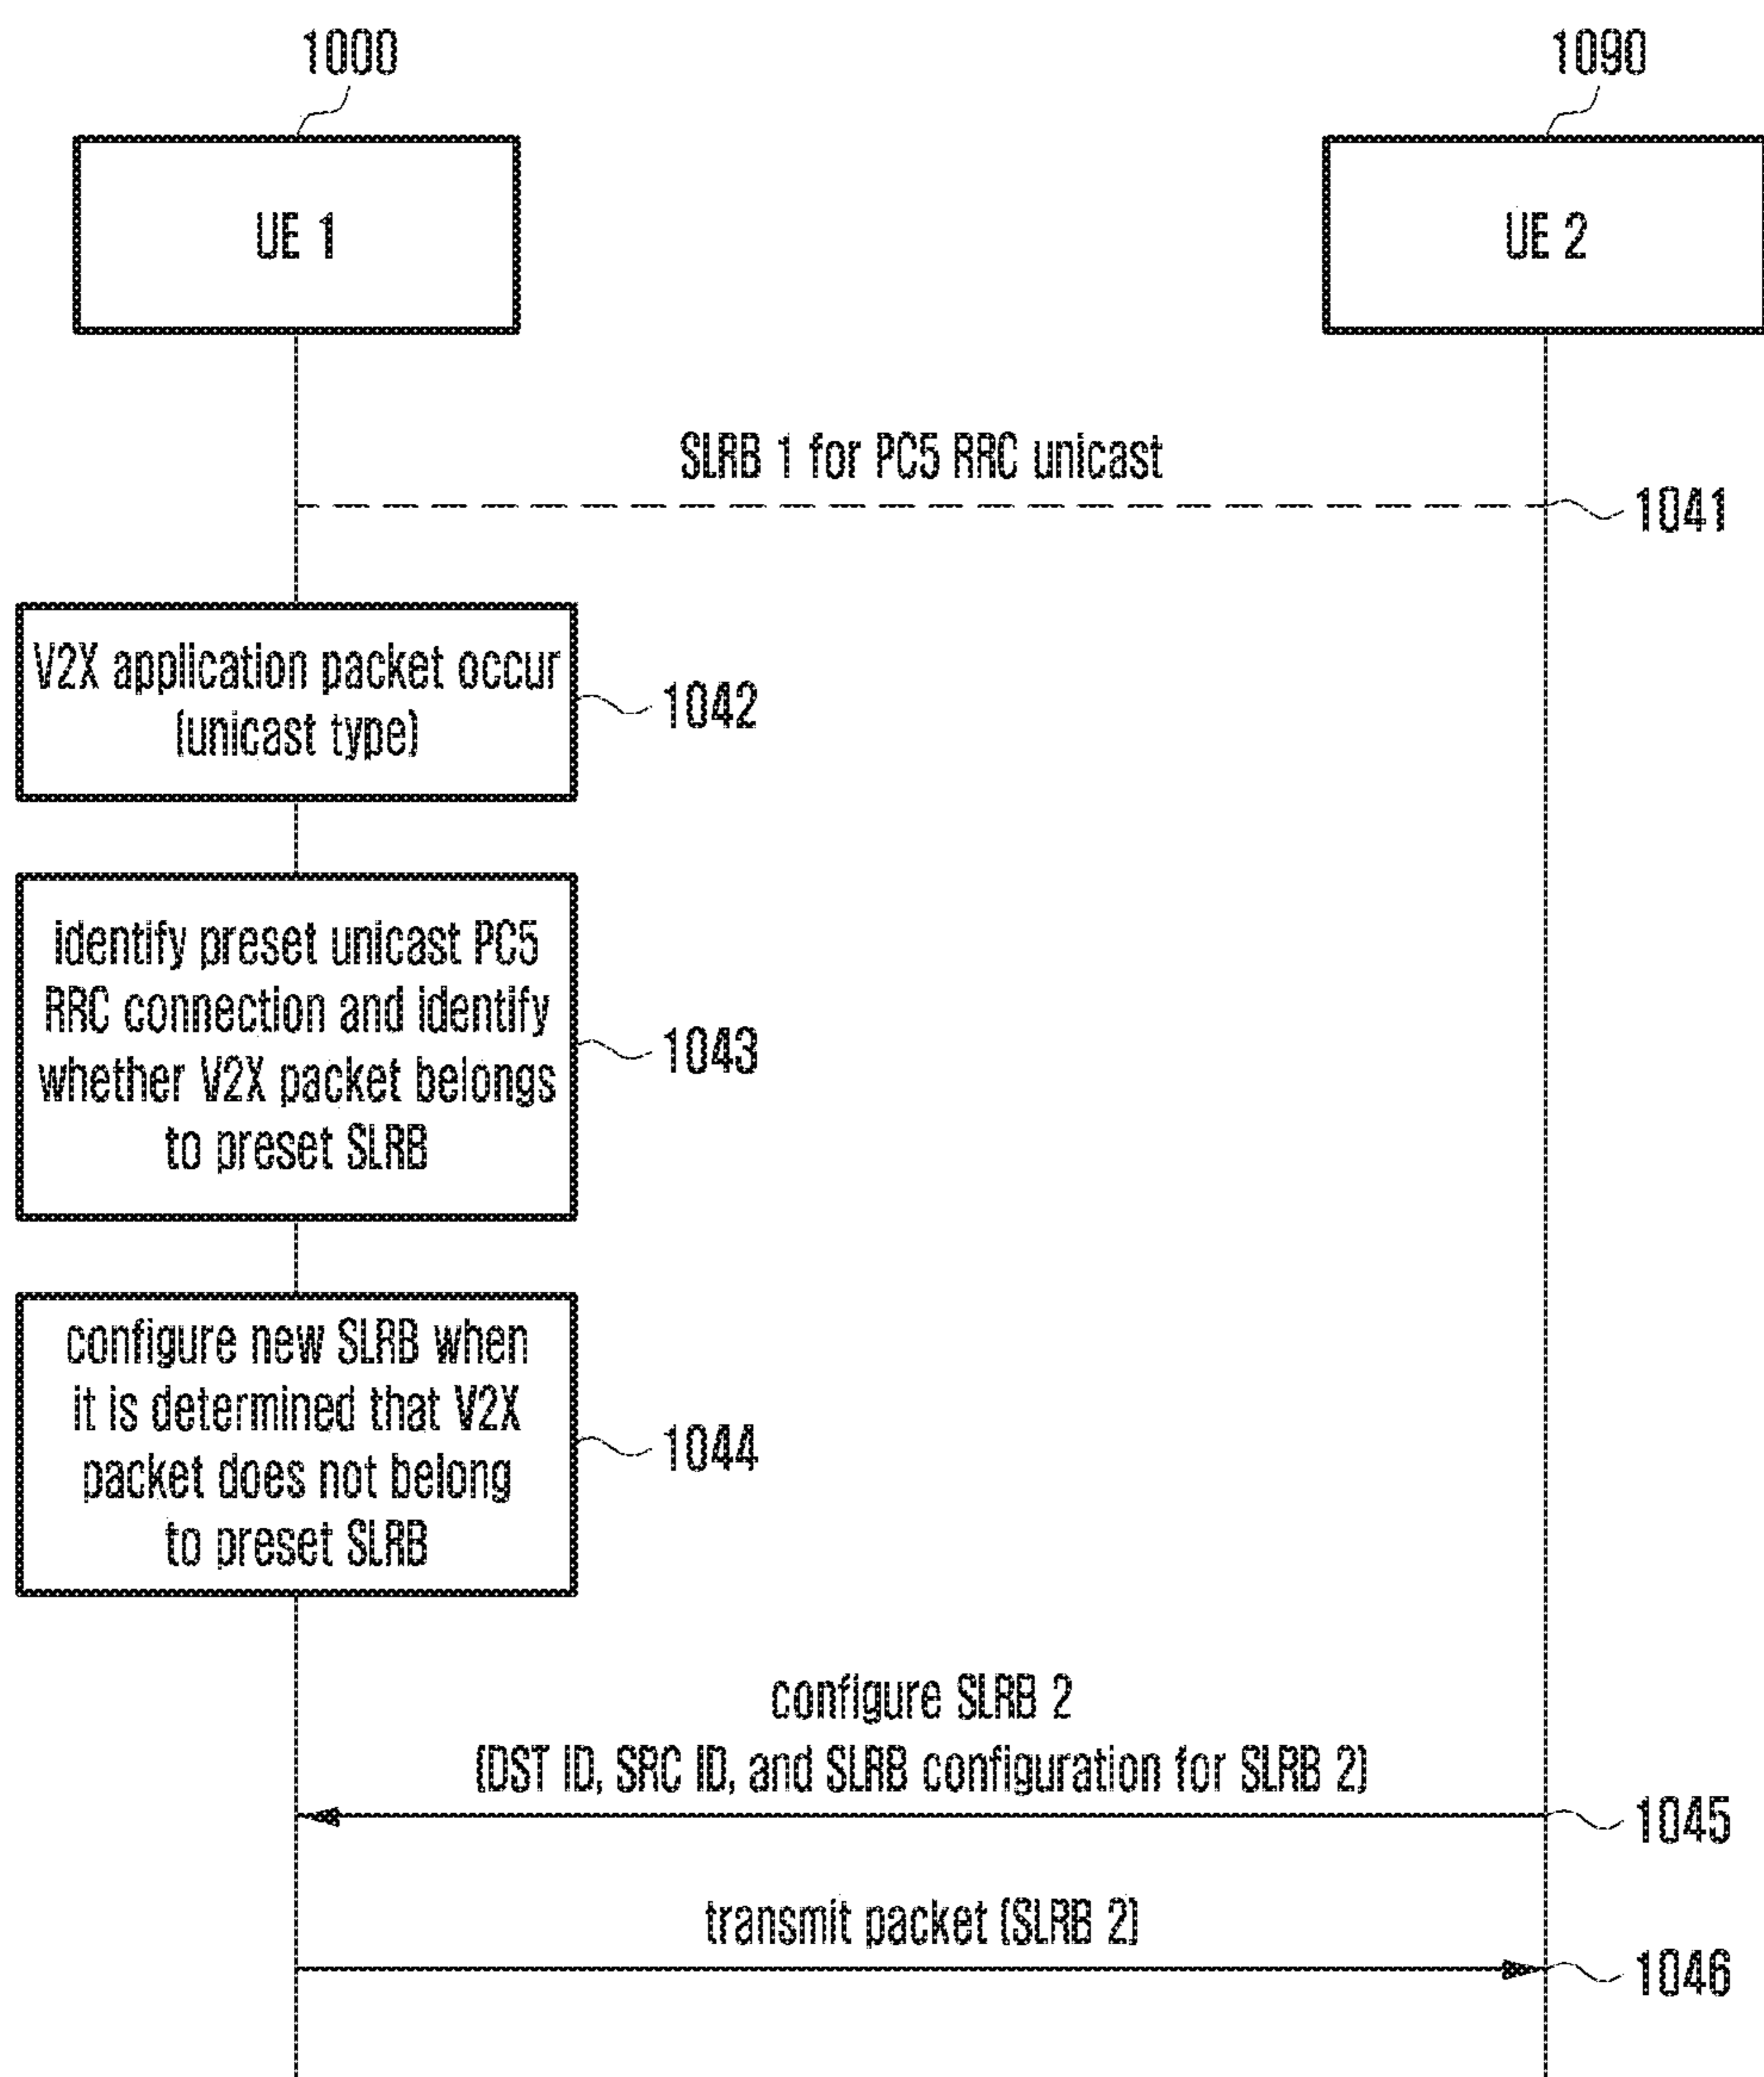 1000
1090
UE 1
UE 2
SLRB 1 for PC5 RRC unicast
1041
V2X application packet occur
(unicast type)
1042
identify preset unicast PC5
RRC connection and identify
whether V2X packet belongs
to preset SLRB
1043
configure new SLRB when
it is determined that V2X
packet does not belong
to preset SLRB
1044
configure SLRB 2
(DST ID, SRC ID, and SLRB configuration for SLRB 2)
1045
transmit packet (SLRB 2)
1046